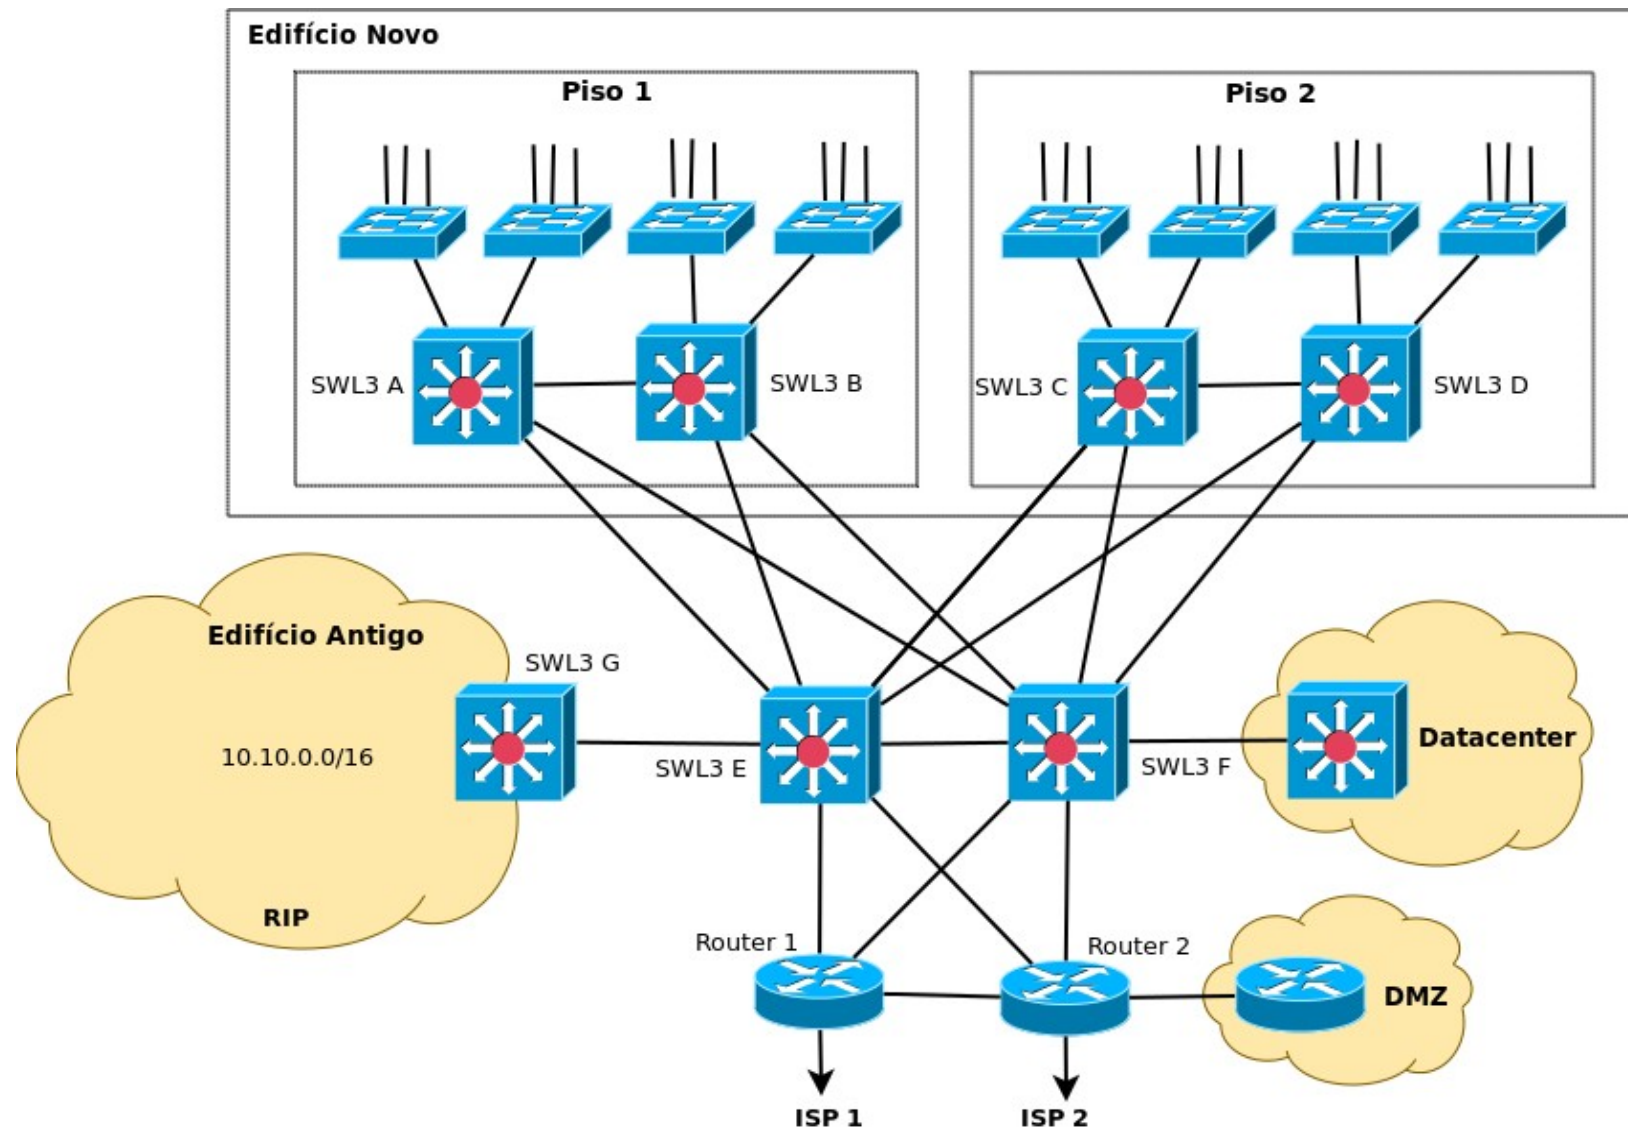 Edifício Novo
Piso 1
Piso 2
SWL3 A
SWL3 B
SWL3 C
SWL3 D
Edifício Antigo
SWL3 G
10.10.0.0/16
SWL3 E
SWL3 F
Datacenter
RIP
Router 1
Router 2
DMZ
ISP 1
ISP 2